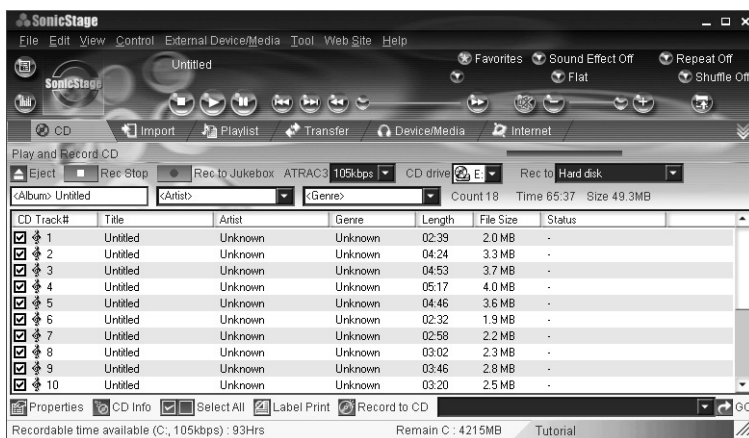 SonicStage
File Edit View Control External Device/Media Tool Web Site Help
Untitled
Favorites Sound Effect Off Repeat Off
Flat Shuffle Off
SonicStage
CD Import Playlist Transfer Device/Media Internet
Play and Record CD
Eject Rec Stop Rec to Jukebox ATRAC3 105kbps CD drive E: Rec to Hard disk
<Album> Untitled <Artist> <Genre> Count 18 Time 65:37 Size 49.3MB
CD Track# Title Artist Genre Length File Size Status
1 Untitled Unknown Unknown 02:39 2.0 MB -
2 Untitled Unknown Unknown 04:24 3.3 MB -
3 Untitled Unknown Unknown 04:53 3.7 MB -
4 Untitled Unknown Unknown 05:17 4.0 MB -
5 Untitled Unknown Unknown 04:46 3.6 MB -
6 Untitled Unknown Unknown 02:32 1.9 MB -
7 Untitled Unknown Unknown 02:58 2.2 MB -
8 Untitled Unknown Unknown 03:02 2.3 MB -
9 Untitled Unknown Unknown 03:46 2.8 MB -
10 Untitled Unknown Unknown 03:20 2.5 MB -
Properties CD Info Select All Label Print Record to CD GO
Recordable time available (C:, 105kbps) : 93Hrs Remain C : 4215MB Tutorial